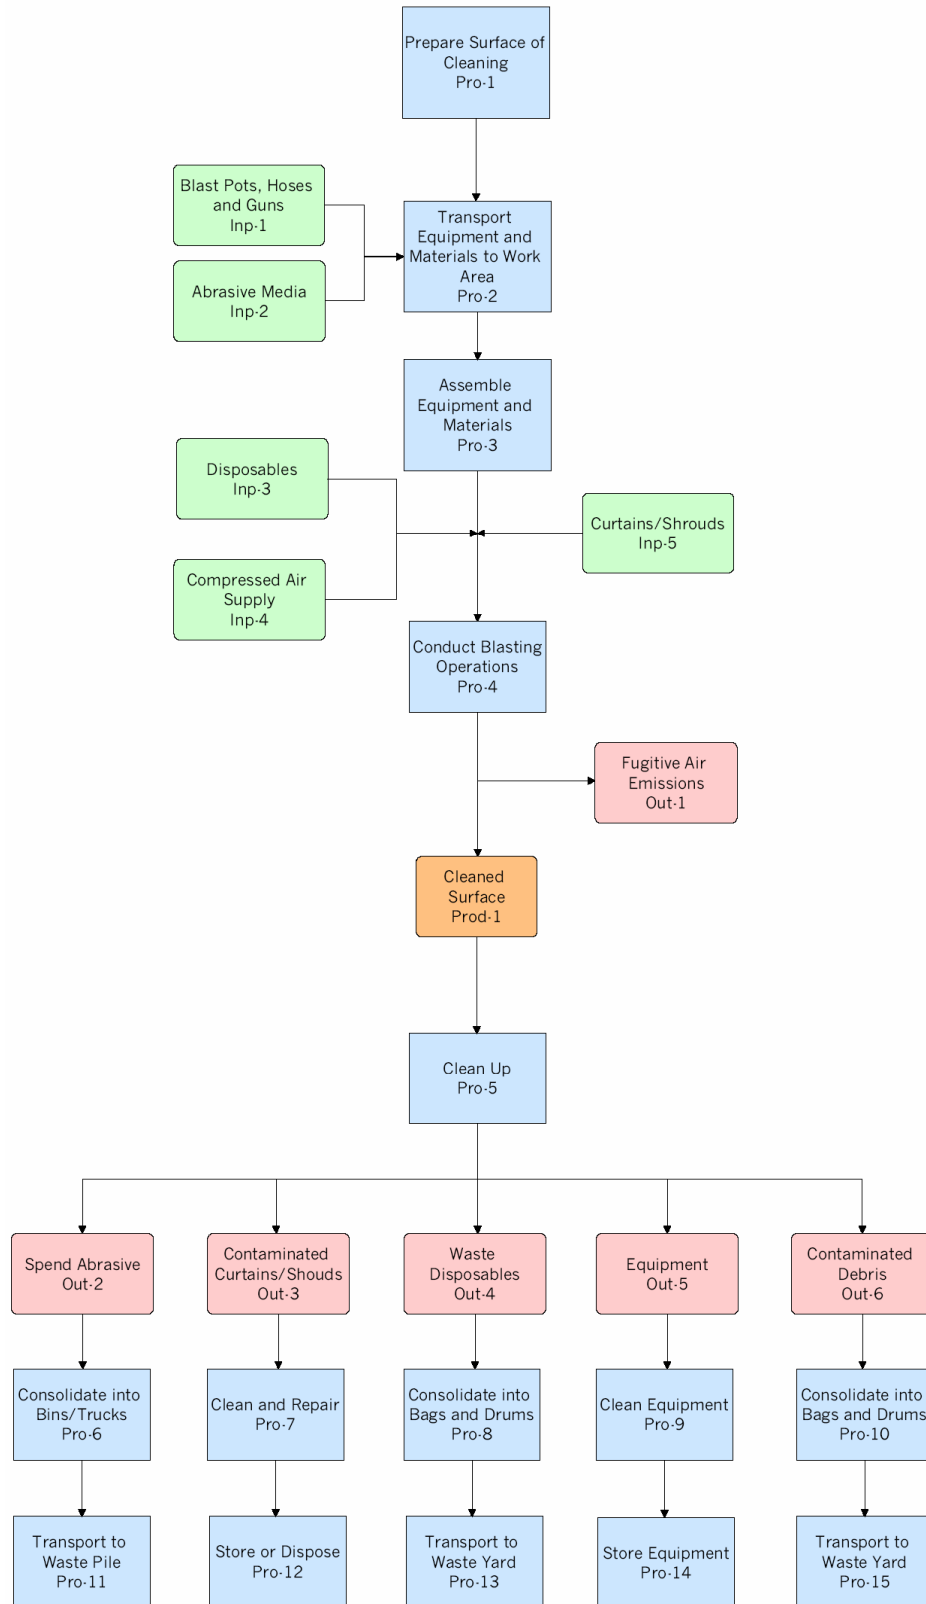 Prepare Surface of
Cleaning
Pro-1
Blast Pots, Hoses
and Guns
Inp-1
Transport
Equipment and
Materials to Work
Area
Pro-2
Abrasive Media
Inp-2
Assemble
Equipment and
Materials
Pro-3
Disposables
Inp-3
Curtains/Shrouds
Inp-5
Compressed Air
Supply
Inp-4
Conduct Blasting
Operations
Pro-4
Fugitive Air
Emissions
Out-1
Cleaned
Surface
Prod-1
Clean Up
Pro-5
Spend Abrasive
Out-2
Contaminated
Curtains/Shouds
Out-3
Waste
Disposables
Out-4
Equipment
Out-5
Contaminated
Debris
Out-6
Consolidate into
Bins/Trucks
Pro-6
Clean and Repair
Pro-7
Consolidate into
Bags and Drums
Pro-8
Clean Equipment
Pro-9
Consolidate into
Bags and Drums
Pro-10
Transport to
Waste Pile
Pro-11
Store or Dispose
Pro-12
Transport to
Waste Yard
Pro-13
Store Equipment
Pro-14
Transport to
Waste Yard
Pro-15